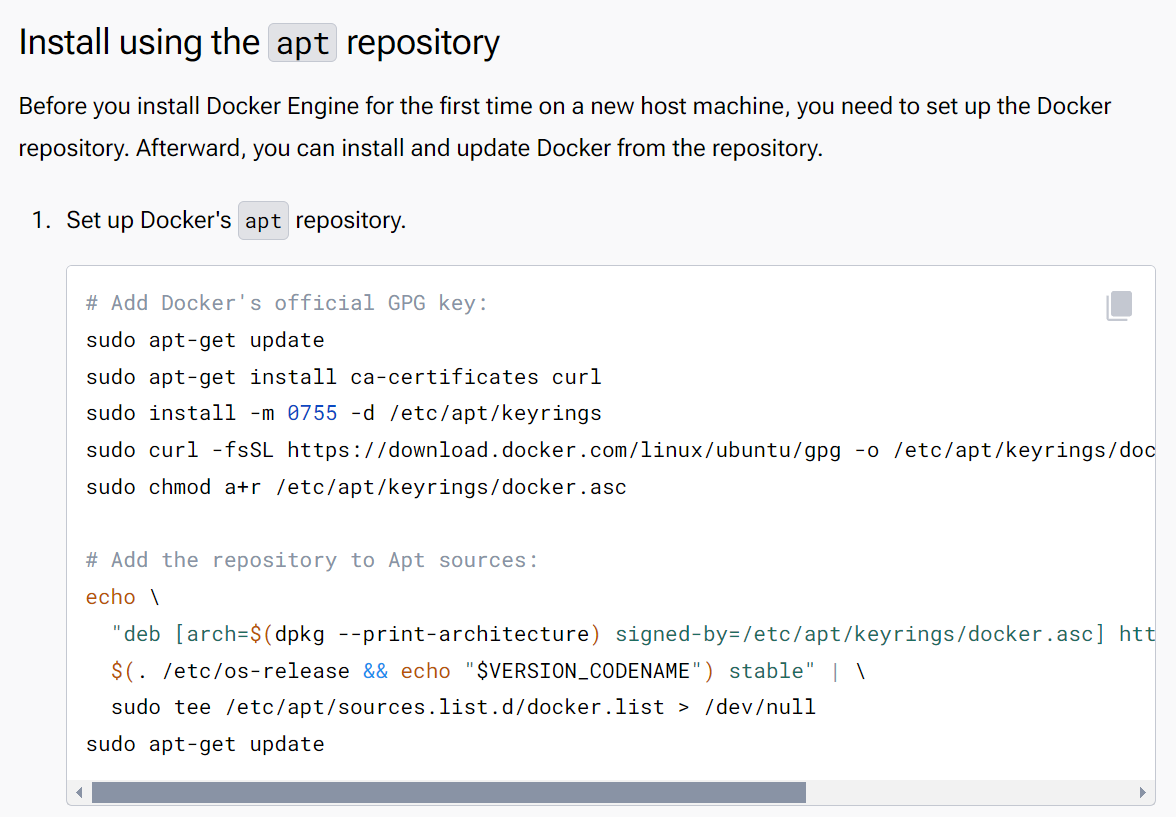 Install using the apt repository
Before you install Docker Engine for the first time on a new host machine, you need to set up the Docker
repository. Afterward, you can install and update Docker from the repository.
1. Set up Docker's apt repository.
# Add Docker's official GPG key:
sudo apt-get update
sudo apt-get install ca-certificates curl
sudo install -m 0755 -d /etc/apt/keyrings
sudo curl -fsSL https://download.docker.com/linux/ubuntu/gpg -o /etc/apt/keyrings/doc
sudo chmod a+r /etc/apt/keyrings/docker.asc
# Add the repository to Apt sources:
echo \
"deb [arch=$(dpkg --print-architecture) signed-by=/etc/apt/keyrings/docker.asc] htt
$(. /etc/os-release && echo "$VERSION_CODENAME") stable" | \
sudo tee /etc/apt/sources.list.d/docker.list > /dev/null
sudo apt-get update